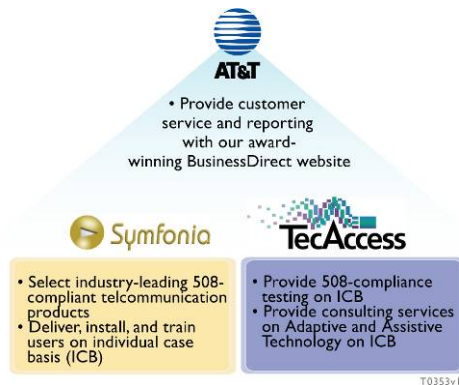 AT&T
• Provide customer
service and reporting
with our award-
winning BusinessDirect website
Symfonia
• Select industry-leading 508-
compliant telcommunication
products
• Deliver, install, and train
users on individual case
basis (ICB)
TecAccess
• Provide 508-compliance
testing on ICB
• Provide consulting services
on Adaptive and Assistive
Technology on ICB
T0353v1